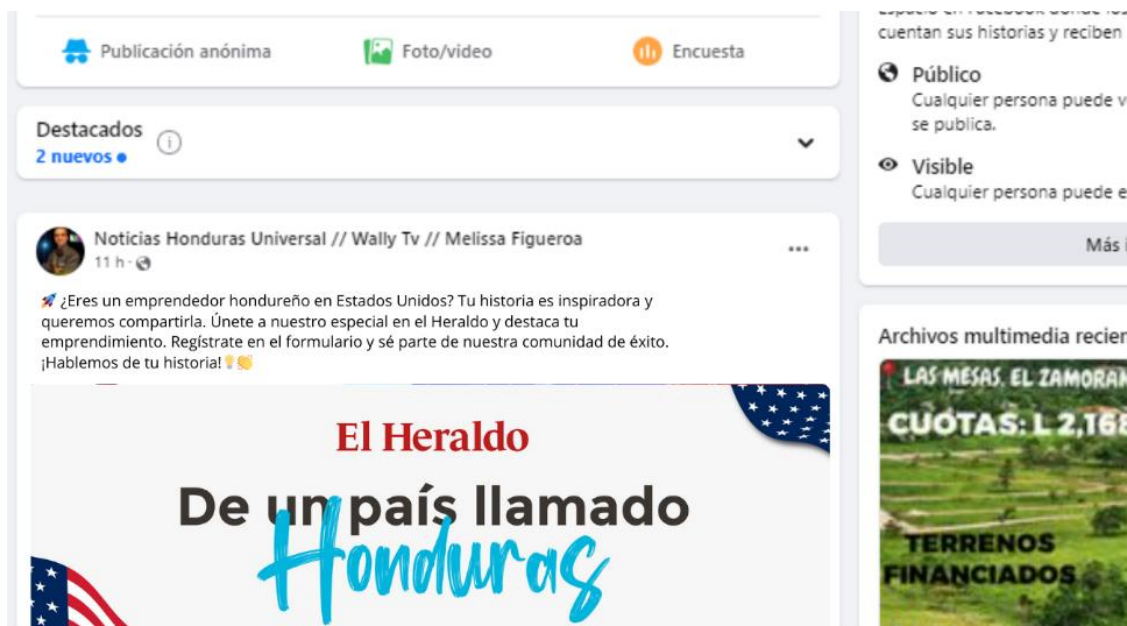 cuentan sus historias y reciben
Publicación anónima
Foto/video
Encuesta
Público
Cualquier persona puede
se publica.
Destacados
2 nuevos
Visible
Cualquier persona puede
Más
Noticias Honduras Universal // Wally Tv // Melissa Figueroa
11 h ·
¿Eres un emprendedor hondureño en Estados Unidos? Tu historia es inspiradora y
queremos compartirla. Únete a nuestro especial en el Heraldo y destaca tu
emprendimiento. Regístrate en el formulario y sé parte de nuestra comunidad de éxito.
¡Hablemos de tu historia!
El Heraldo
De un país llamado
Honduras
Archivos multimedia
LAS MESAS, EL
CUOTAS: L 2,168
TERRENOS
FINANCIADOS